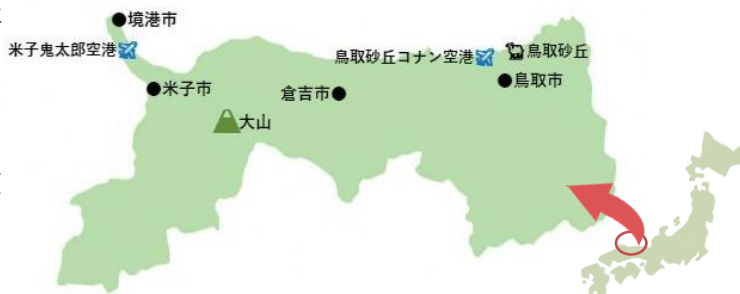 境港市
米子鬼太郎空港
米子市
大山
倉吉市
鳥取砂丘コナン空港
鳥取砂丘
鳥取市